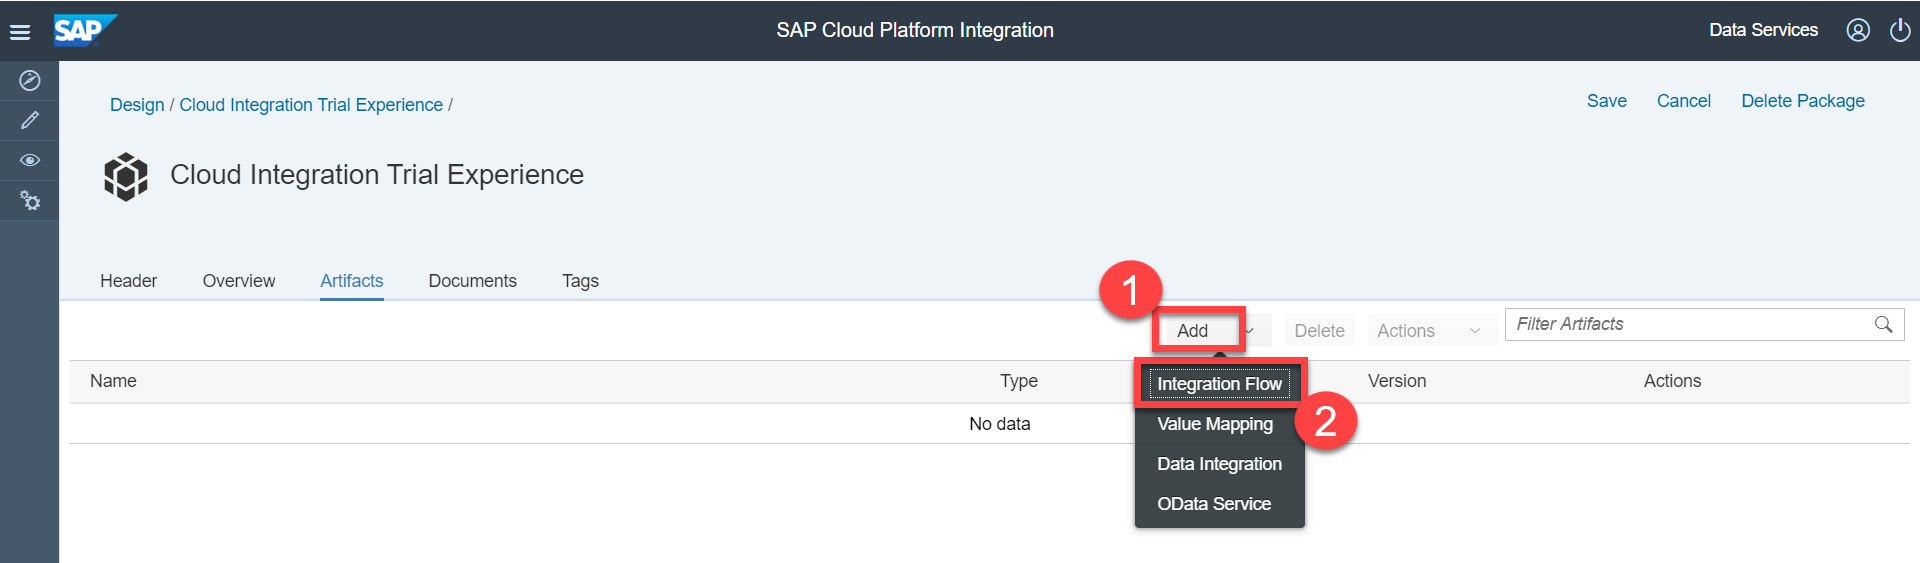 SAP SAP Cloud Platform Integration Data Services
Design / Cloud Integration Trial Experience / Save Cancel Delete Package
Cloud Integration Trial Experience
Header Overview Artifacts Documents Tags
1
Add Delete Actions Filter Artifacts
Name Type Version Actions
Integration Flow
No data
Value Mapping
2
Data Integration
OData Service